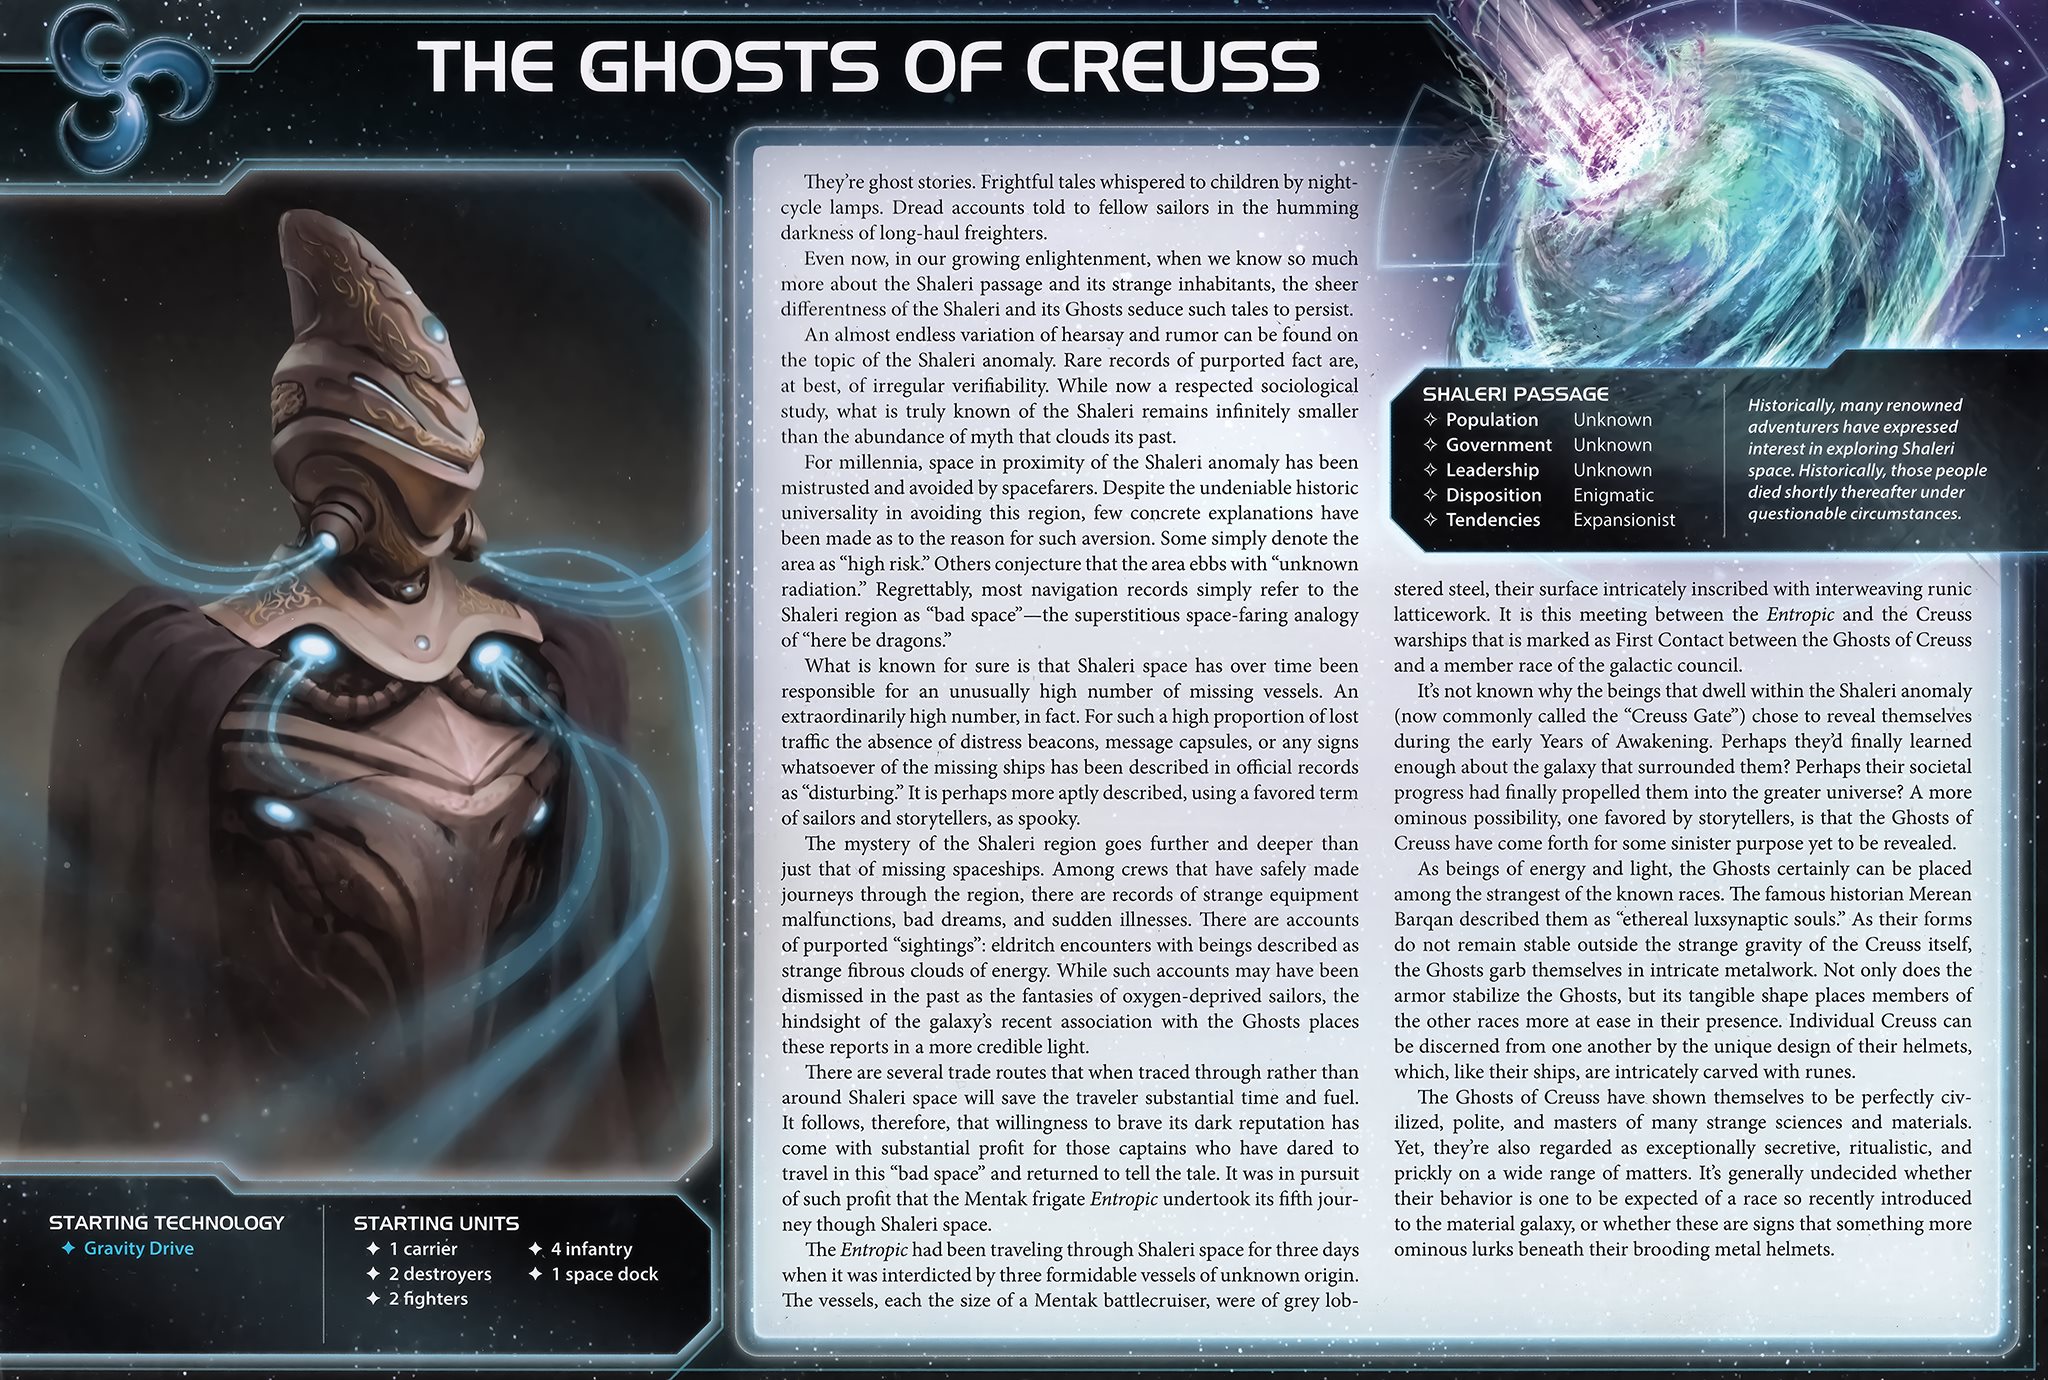 THE GHOSTS OF CREUSS
They’re ghost stories. Frightful tales whispered to children by night-
cycle lamps. Dread accounts told to fellow sailors in the humming
darkness of long-haul freighters.
Even now, in our growing enlightenment, when we know so much
more about the Shaleri passage and its strange inhabitants, the sheer
differentness of the Shaleri and its Ghosts seduce such tales to persist.
An almost endless variation of hearsay and rumor can be found on
the topic of the Shaleri anomaly. Rare records of purported fact are,
at best, of irregular verifiability. While now a respected sociological
study, what is truly known of the Shaleri remains infinitely smaller
than the abundance of myth that clouds its past.
For millennia, space in proximity of the Shaleri anomaly has been
mistrusted and avoided by spacefarers. Despite the undeniable historic
universality in avoiding this region, few concrete explanations have
been made as to the reason for such aversion. Some simply denote the
area as “high risk.” Others conjecture that the area ebbs with “unknown
radiation.” Regrettably, most navigation records simply refer to the
Shaleri region as “bad space”—the superstitious space-faring analogy
of “here be dragons.”
What is known for sure is that Shaleri space has over time been
responsible for an unusually high number of missing vessels. An
extraordinarily high number, in fact. For such a high proportion of lost
traffic the absence of distress beacons, message capsules, or any signs
whatsoever of the missing ships has been described in official records
as “disturbing.” It is perhaps more aptly described, using a favored term
of sailors and storytellers, as spooky.
The mystery of the Shaleri region goes further and deeper than
just that of missing spaceships. Among crews that have safely made
journeys through the region, there are records of strange equipment
malfunctions, bad dreams, and sudden illnesses. There are accounts
of purported “sightings”: eldritch encounters with beings described as
strange fibrous clouds of energy. While such accounts may have been
dismissed in the past as the fantasies of oxygen-deprived sailors, the
hindsight of the galaxy’s recent association with the Ghosts places
these reports in a more credible light.
There are several trade routes that when traced through rather than
around Shaleri space will save the traveler substantial time and fuel.
It follows, therefore, that willingness to brave its dark reputation has
come with substantial profit for those captains who have dared to
travel in this “bad space” and returned to tell the tale. It was in pursuit
of such profit that the Mentak frigate Entropic undertook its fifth jour-
ney though Shaleri space.
The Entropic had been traveling through Shaleri space for three days
when it was interdicted by three formidable vessels of unknown origin.
The vessels, each the size of a Mentak battlecruiser, were of grey lob-
SHALERI PASSAGE
Population Unknown
Government Unknown
Leadership Unknown
Disposition Enigmatic
Tendencies Expansionist
Historically, many renowned
adventurers have expressed
interest in exploring Shaleri
space. Historically, those people
died shortly thereafter under
questionable circumstances.
stered steel, their surface intricately inscribed with interweaving runic
latticework. It is this meeting between the Entropic and the Creuss
warships that is marked as First Contact between the Ghosts of Creuss
and a member race of the galactic council.
It’s not known why the beings that dwell within the Shaleri anomaly
(now commonly called the “Creuss Gate”) chose to reveal themselves
during the early Years of Awakening. Perhaps they’d finally learned
enough about the galaxy that surrounded them? Perhaps their societal
progress had finally propelled them into the greater universe? A more
ominous possibility, one favored by storytellers, is that the Ghosts of
Creuss have come forth for some sinister purpose yet to be revealed.
As beings of energy and light, the Ghosts certainly can be placed
among the strangest of the known races. The famous historian Merean
Barqan described them as “ethereal luxsynaptic souls.” As their forms
do not remain stable outside the strange gravity of the Creuss itself,
the Ghosts garb themselves in intricate metalwork. Not only does the
armor stabilize the Ghosts, but its tangible shape places members of
the other races more at ease in their presence. Individual Creuss can
be discerned from one another by the unique design of their helmets,
which, like their ships, are intricately carved with runes.
The Ghosts of Creuss have shown themselves to be perfectly civ-
ilized, polite, and masters of many strange sciences and materials.
Yet, they’re also regarded as exceptionally secretive, ritualistic, and
prickly on a wide range of matters. It’s generally undecided whether
their behavior is one to be expected of a race so recently introduced
to the material galaxy, or whether these are signs that something more
ominous lurks beneath their brooding metal helmets.
STARTING TECHNOLOGY
Gravity Drive
STARTING UNITS
1 carrier
2 destroyers
2 fighters
4 infantry
1 space dock